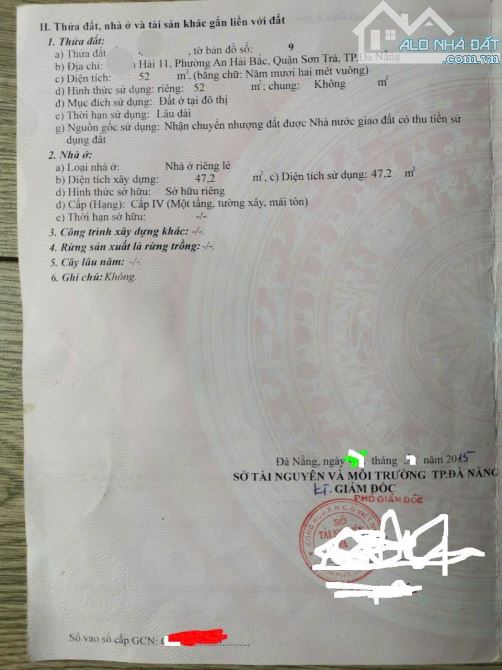 ALO NHÀ ĐẤT
II. Thửa đất, nhà ở và tài sản khác gắn liền với đất
1. Thửa đất:
a) Thửa đất , tờ bản đồ số: 9
b) Địa chỉ: Hải 11, Phường An Hải Bắc, Quận Sơn Trà, TP.Đà Nẵng
c) Diện tích: 52 m², (bằng chữ: Năm mươi hai mét vuông)
d) Hình thức sử dụng: riêng: 52 m²; chung: Không m²
đ) Mục đích sử dụng: Đất ở tại đô thị
e) Thời hạn sử dụng: Lâu dài
g) Nguồn gốc sử dụng: Nhận chuyển nhượng đất được Nhà nước giao đất có thu tiền sử
dụng đất
2. Nhà ở:
a) Loại nhà ở: Nhà ở riêng lẻ
b) Diện tích xây dựng: 47,2 m², c) Diện tích sử dụng: 47,2 m²
d) Hình thức sở hữu: Sở hữu riêng
đ) Cấp (Hạng): Cấp IV (Một tầng, tường xây, mái tôn)
e) Thời hạn sở hữu: -/-
3. Công trình xây dựng khác: -/-.
4. Rừng sản xuất là rừng trồng: -/-.
5. Cây lâu năm: -/-.
6. Ghi chú: Không.
Đà Nẵng, ngày tháng năm 2015
SỞ TÀI NGUYÊN VÀ MÔI TRƯỜNG TP.ĐÀ NẴNG
KT. GIÁM ĐỐC
PHÓ GIÁM ĐỐC
SỞ
Số vào sổ cấp GCN: